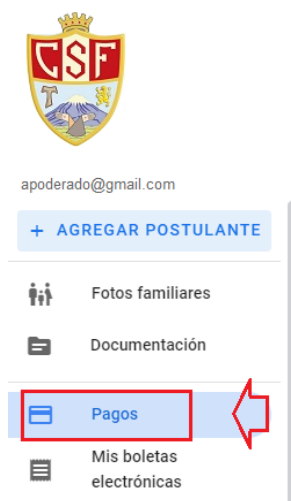 CSF
T
apoderado@gmail.com
+ AGREGAR POSTULANTE
Fotos familiares
Documentación
Pagos
Mis boletas
electrónicas